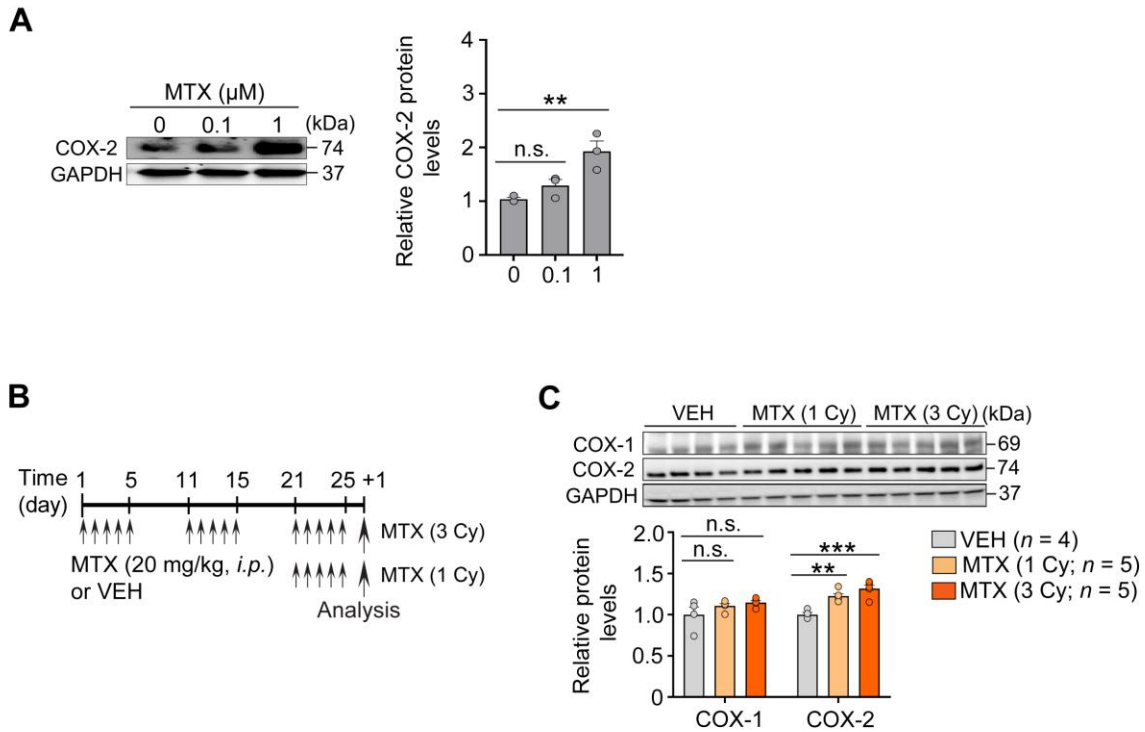 A
MTX (μM)
0 0.1 1 (kDa)
COX-2 74
GAPDH 37
Relative COX-2 protein
levels
4
3
2
1
0
**
n.s.
0 0.1 1
B
Time
(day)
1 5 11 15 21 25 +1
MTX (3 Cy)
MTX (20 mg/kg, i.p.)
or VEH
MTX (1 Cy)
Analysis
C
VEH MTX (1 Cy) MTX (3 Cy) (kDa)
COX-1 69
COX-2 74
GAPDH 37
Relative protein
levels
2.0
1.5
1.0
0.5
0
n.s.
n.s.
***
**
COX-1 COX-2
VEH (n = 4)
MTX (1 Cy; n = 5)
MTX (3 Cy; n = 5)